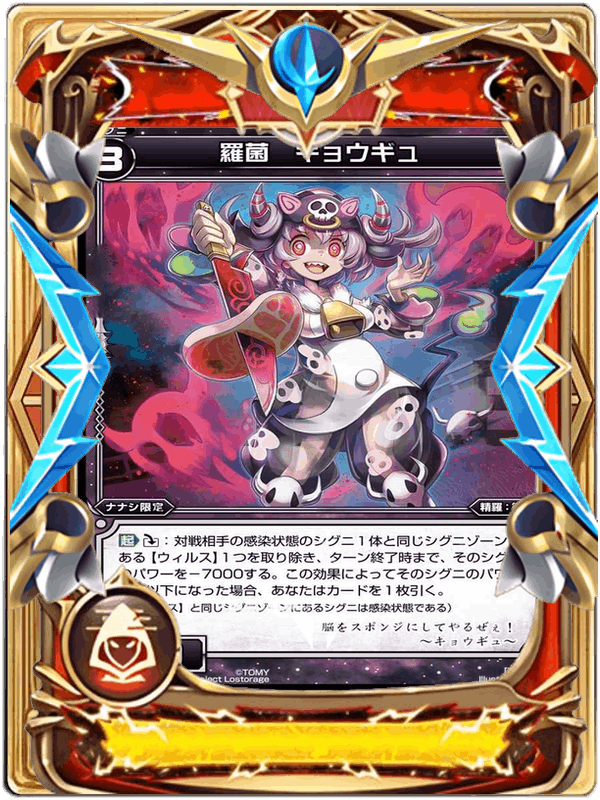 3
羅菌 キョウギュ
ナナシ限定
精羅:
起 :対戦相手の感染状態のシグニ1体と同じシグニゾーン
ある【ウィルス】1つを取り除き、ターン終了時まで、そのシグ
パワーを－7000する。この効果によってそのシグニのパワ
以下になった場合、あなたはカードを1枚引く。
ス】と同じシグニゾーンにあるシグニは感染状態である)
脳をスポンジにしてやるぜぇ！
～キョウギュ～
©TOMY
ject Lostorage
Illust